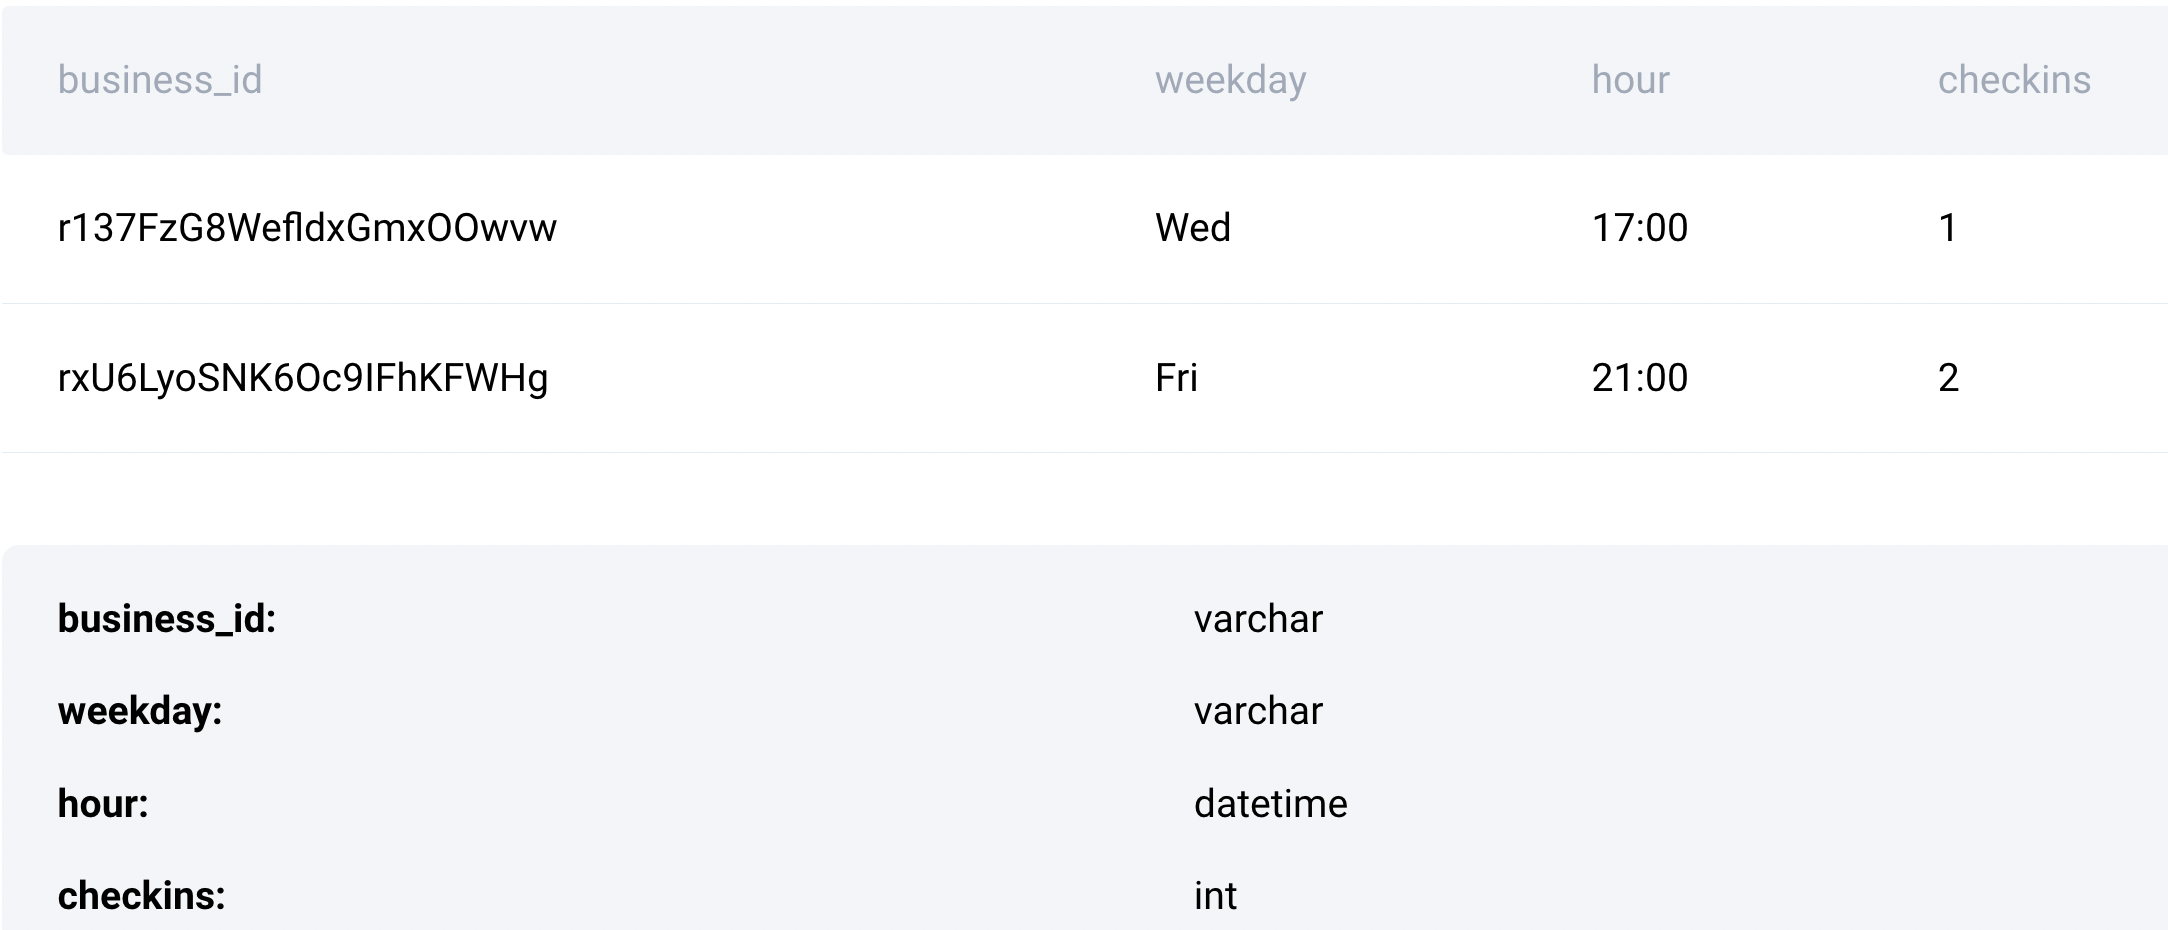 business_id weekday hour checkins
r137FzG8WefldxGmxOOwvw Wed 17:00 1
rxU6LyoSNK6Oc9IFhKFWHg Fri 21:00 2
business_id: varchar
weekday: varchar
hour: datetime
checkins: int